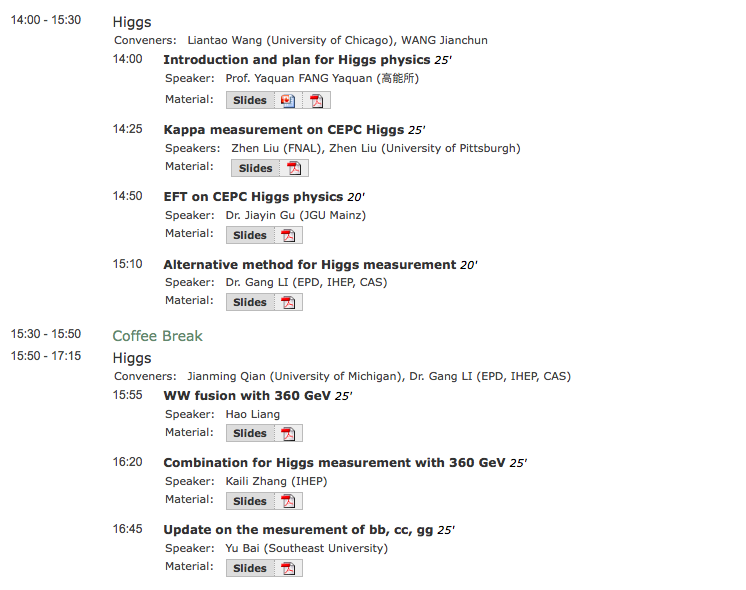 14:00 - 15:30 Higgs
Conveners: Liantao Wang (University of Chicago), WANG Jianchun
14:00 Introduction and plan for Higgs physics 25'
Speaker: Prof. Yaquan FANG Yaquan (高能所)
Material: Slides
14:25 Kappa measurement on CEPC Higgs 25'
Speakers: Zhen Liu (FNAL), Zhen Liu (University of Pittsburgh)
Material: Slides
14:50 EFT on CEPC Higgs physics 20'
Speaker: Dr. Jiayin Gu (JGU Mainz)
Material: Slides
15:10 Alternative method for Higgs measurement 20'
Speaker: Dr. Gang LI (EPD, IHEP, CAS)
Material: Slides
15:30 - 15:50 Coffee Break
15:50 - 17:15 Higgs
Conveners: Jianming Qian (University of Michigan), Dr. Gang LI (EPD, IHEP, CAS)
15:55 WW fusion with 360 GeV 25'
Speaker: Hao Liang
Material: Slides
16:20 Combination for Higgs measurement with 360 GeV 25'
Speaker: Kaili Zhang (IHEP)
Material: Slides
16:45 Update on the mesurement of bb, cc, gg 25'
Speaker: Yu Bai (Southeast University)
Material: Slides